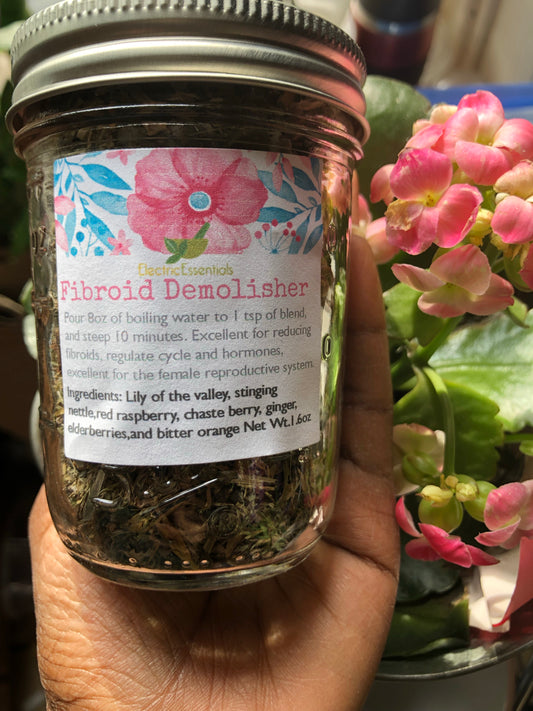 ElectricEssentials
Fibroid Demolisher
Pour 8oz of boiling water to 1 tsp of blend,
and steep 10 minutes. Excellent for reducing
fibroids, regulate cycle and hormones,
excellent for the female reproductive system.
Ingredients: Lily of the valley, stinging
nettle,red raspberry, chaste berry, ginger,
elderberries,and bitter orange Net Wt.1.6oz